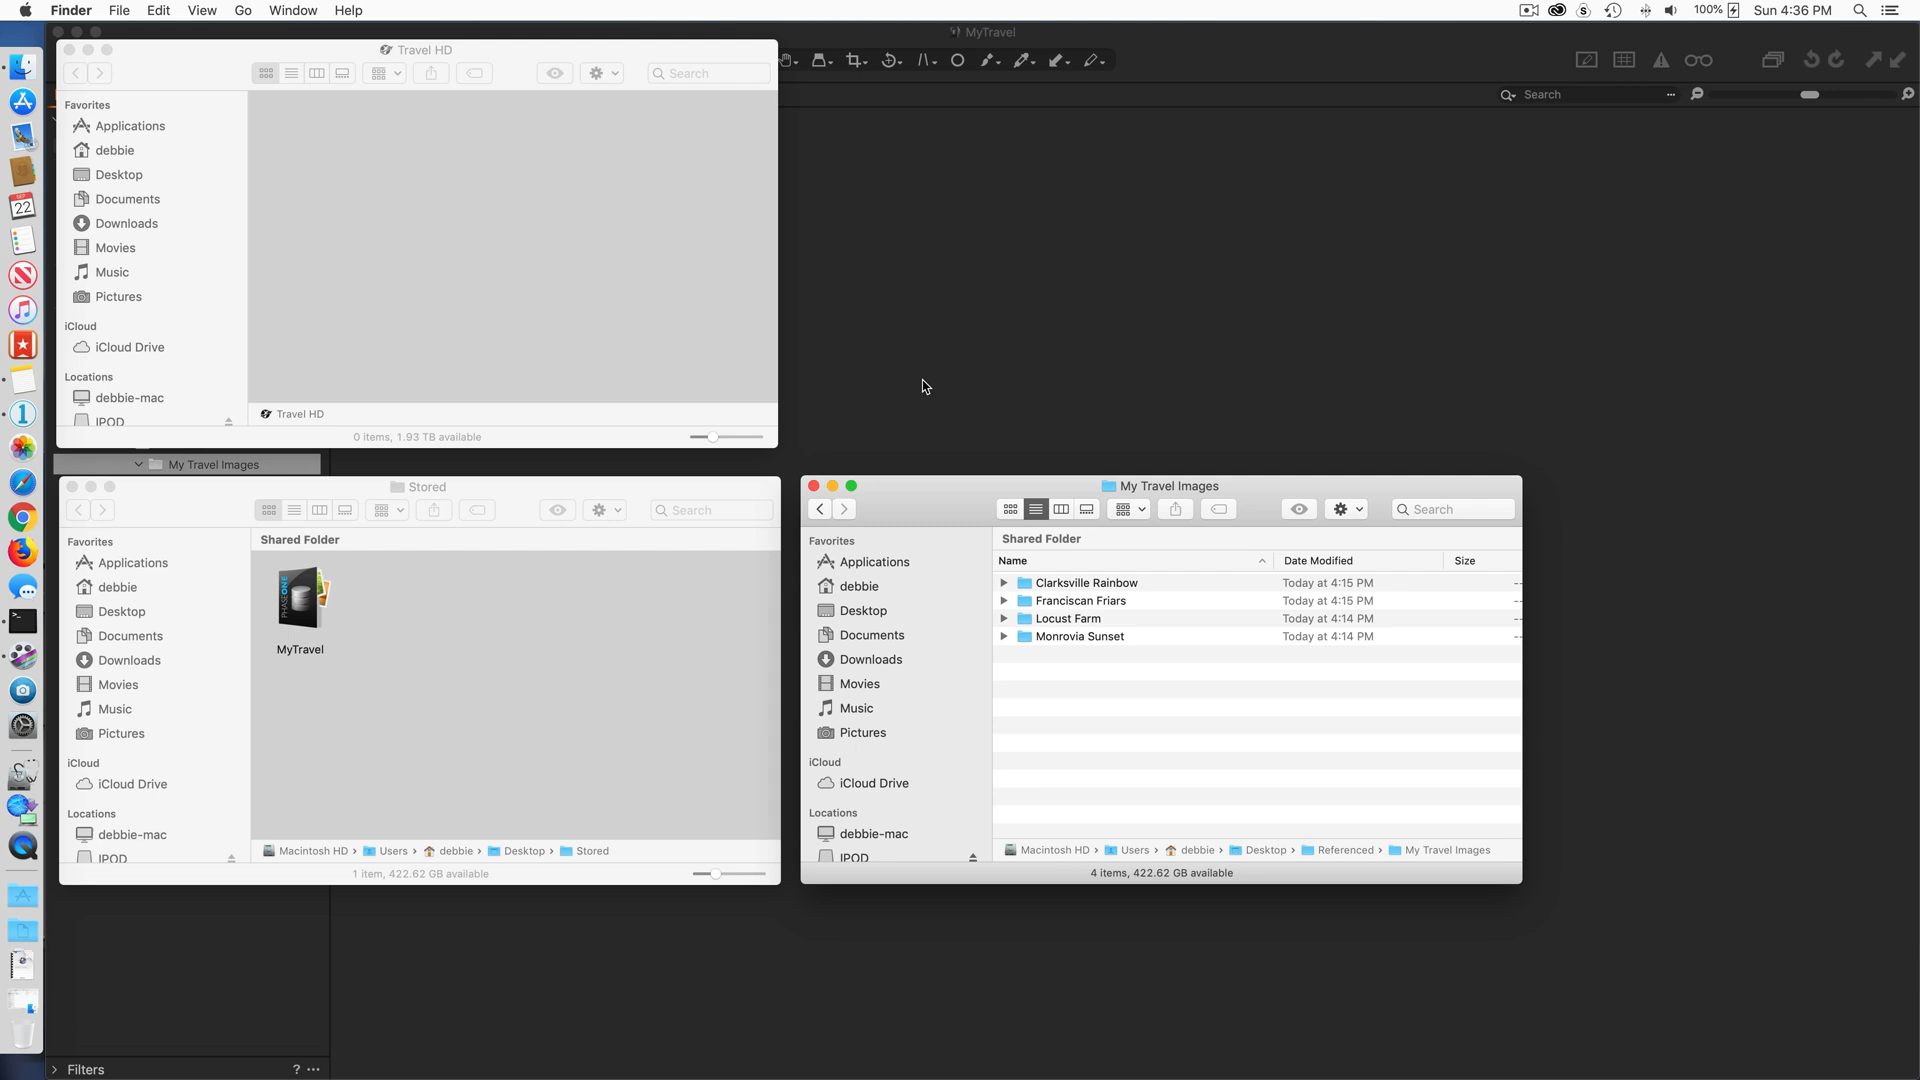 Finder File Edit View Go Window Help
100% Sun 4:36 PM
MyTravel
Search
Travel HD
Search
Favorites
Applications
debbie
Desktop
Documents
Downloads
Movies
Music
Pictures
iCloud
iCloud Drive
Locations
debbie-mac
IPOD
Travel HD
0 items, 1.93 TB available
SEP
22
My Travel Images
Stored
Search
Favorites
Applications
debbie
Desktop
Documents
Downloads
Movies
Music
Pictures
iCloud
iCloud Drive
Locations
debbie-mac
IPOD
Shared Folder
PHASEONE
MyTravel
Macintosh HD › Users › debbie › Desktop › Stored
1 item, 422.62 GB available
My Travel Images
Search
Favorites
Applications
debbie
Desktop
Documents
Downloads
Movies
Music
Pictures
iCloud
iCloud Drive
Locations
debbie-mac
IPOD
Shared Folder
Name Date Modified Size
Clarksville Rainbow Today at 4:15 PM --
Franciscan Friars Today at 4:15 PM --
Locust Farm Today at 4:14 PM --
Monrovia Sunset Today at 4:14 PM --
Macintosh HD › Users › debbie › Desktop › Referenced › My Travel Images
4 items, 422.62 GB available
Filters ? ...